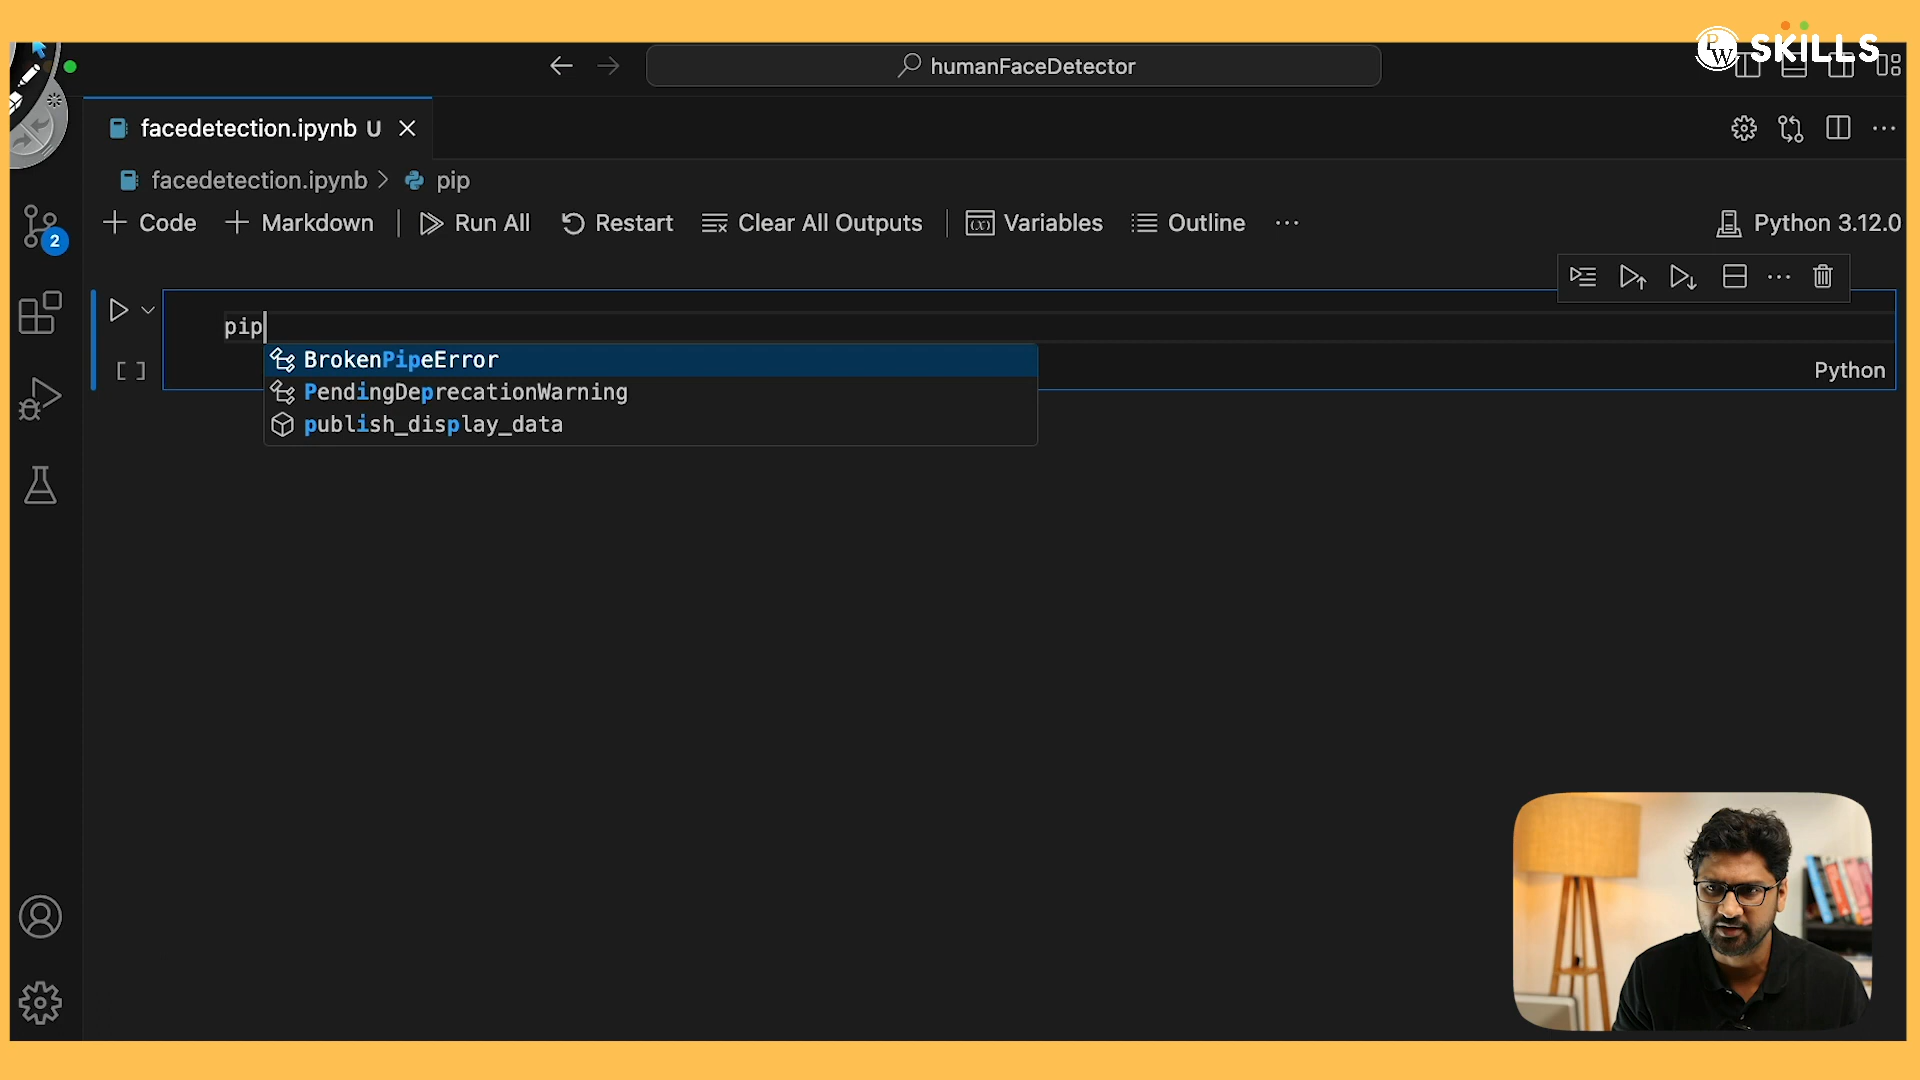 PW SKILLS
humanFaceDetector
facedetection.ipynb U
facedetection.ipynb > pip
Code Markdown Run All Restart Clear All Outputs Variables Outline ... Python 3.12.0
2
pip
[ ]
BrokenPipeError
PendingDeprecationWarning
publish_display_data
Python